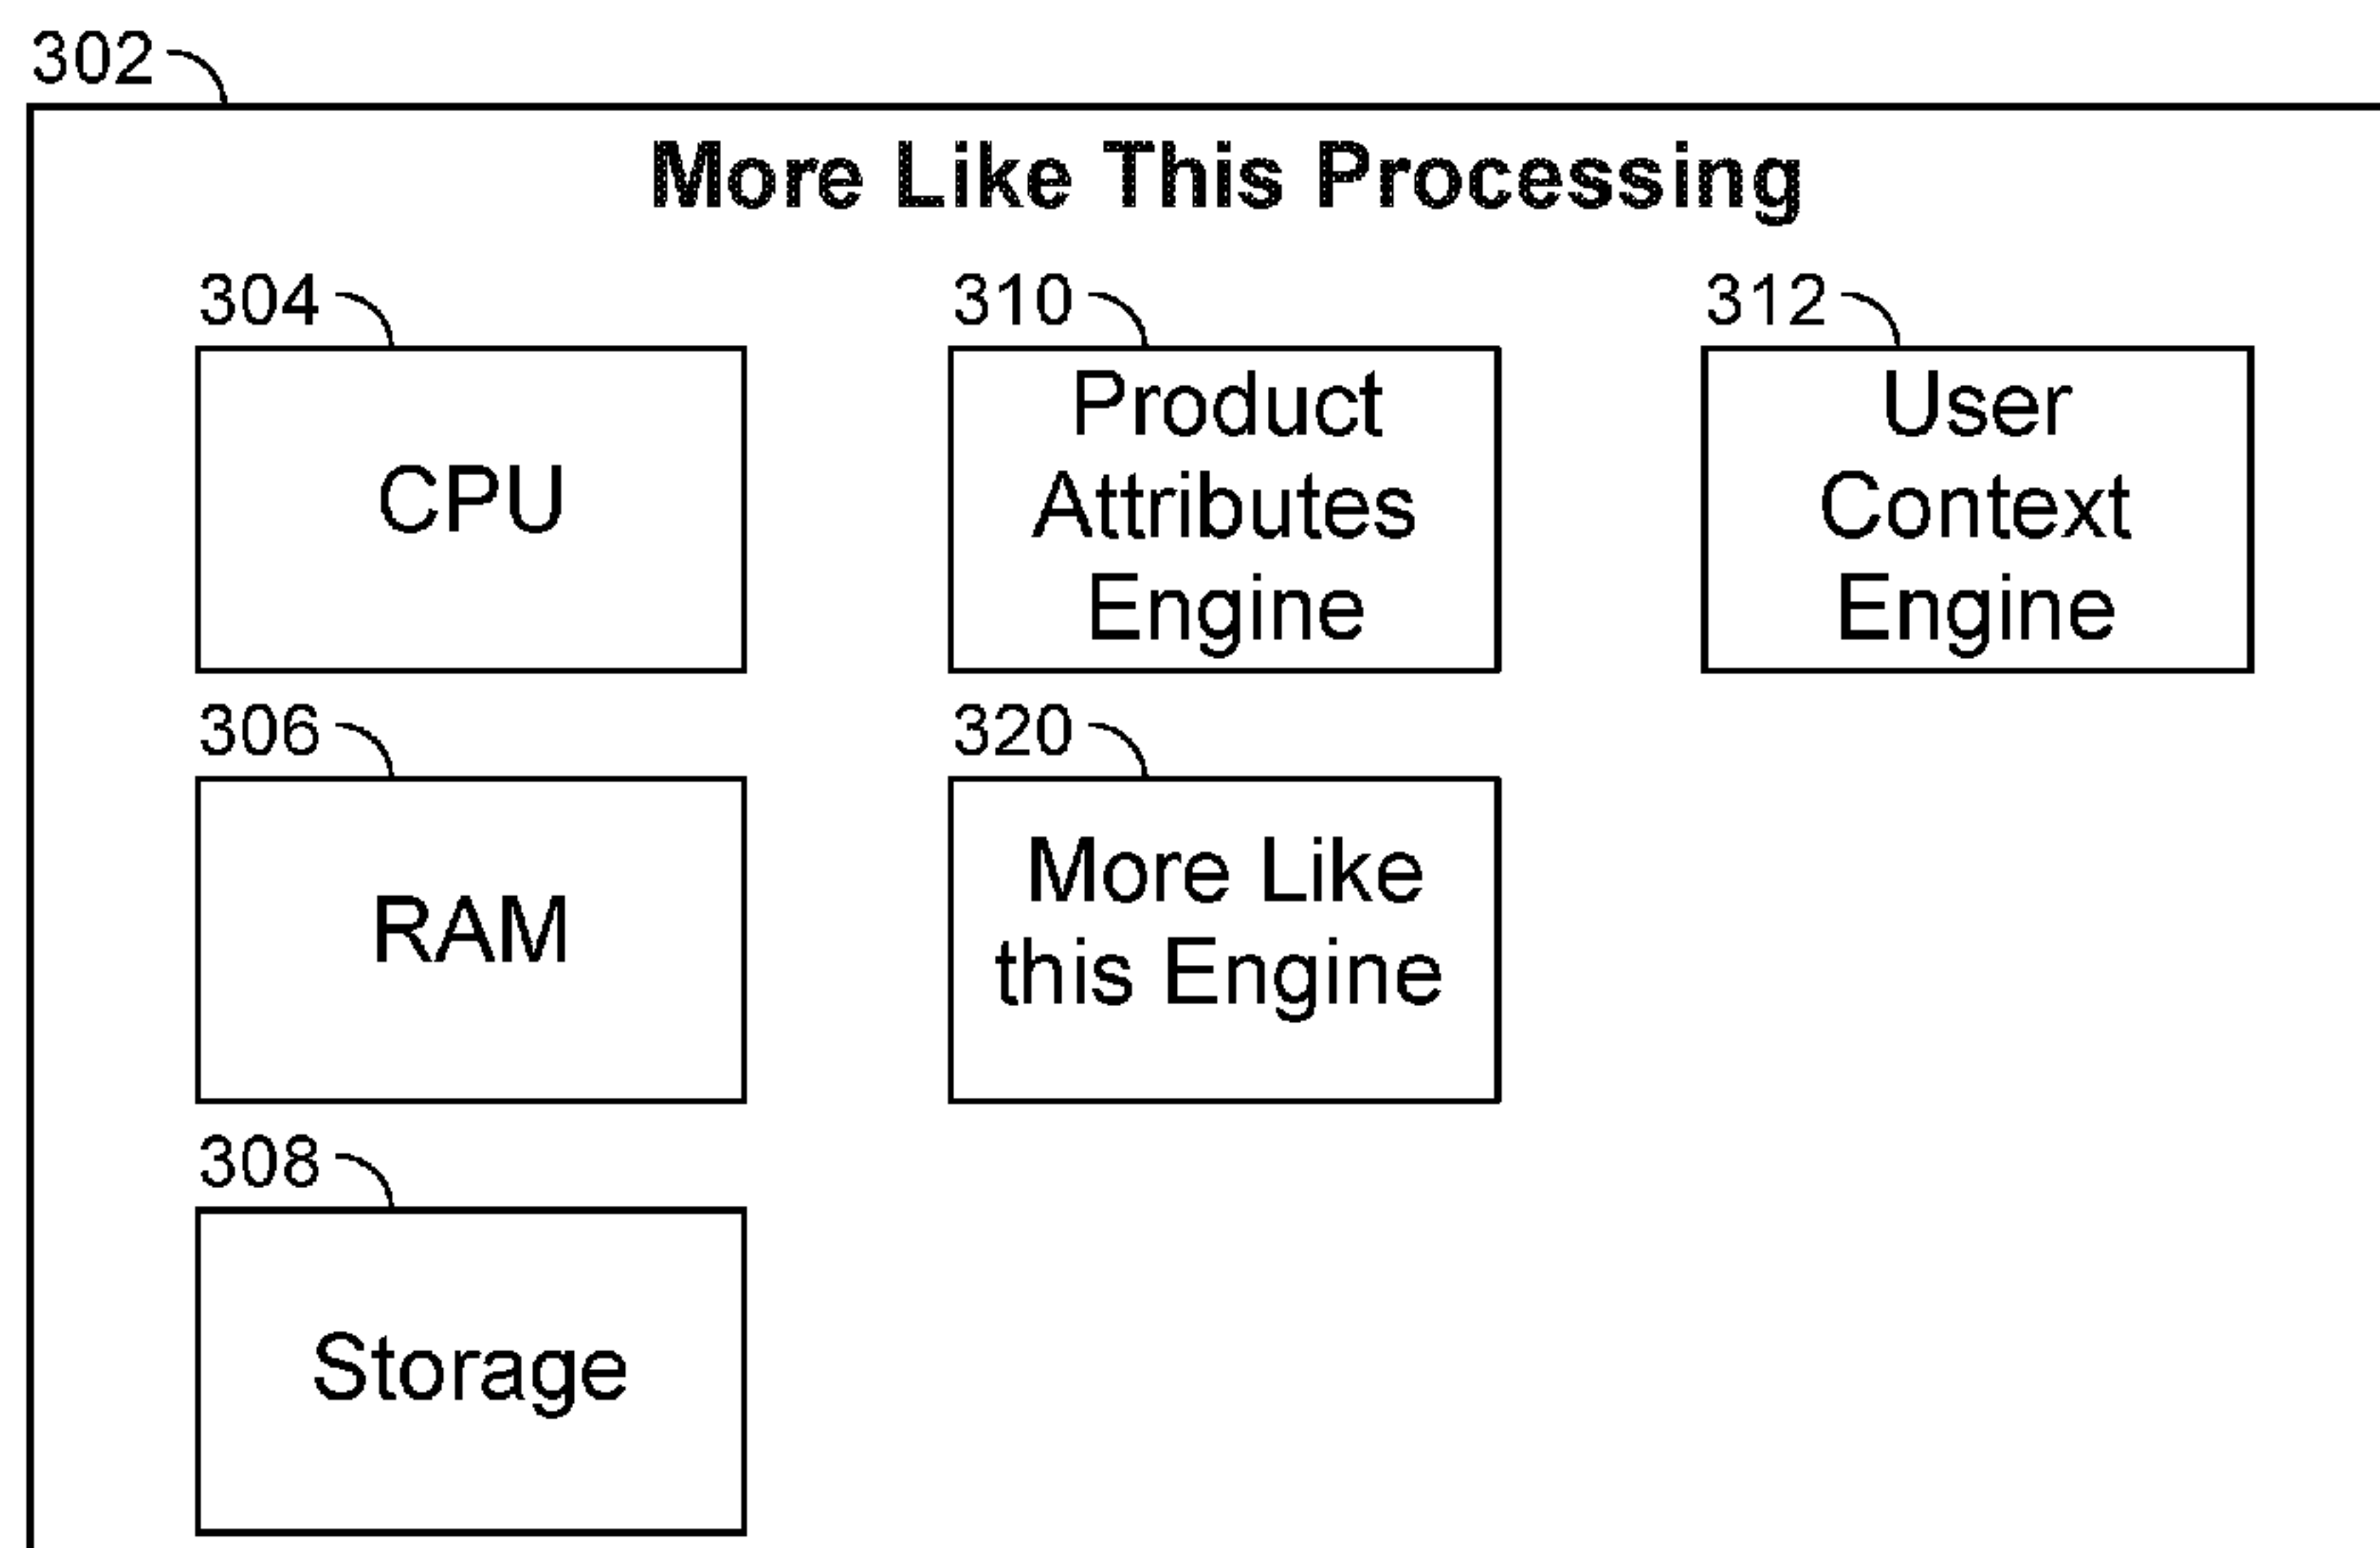 302
More Like This Processing
304
CPU
310
Product
Attributes
Engine
312
User
Context
Engine
306
RAM
320
More Like
this Engine
308
Storage